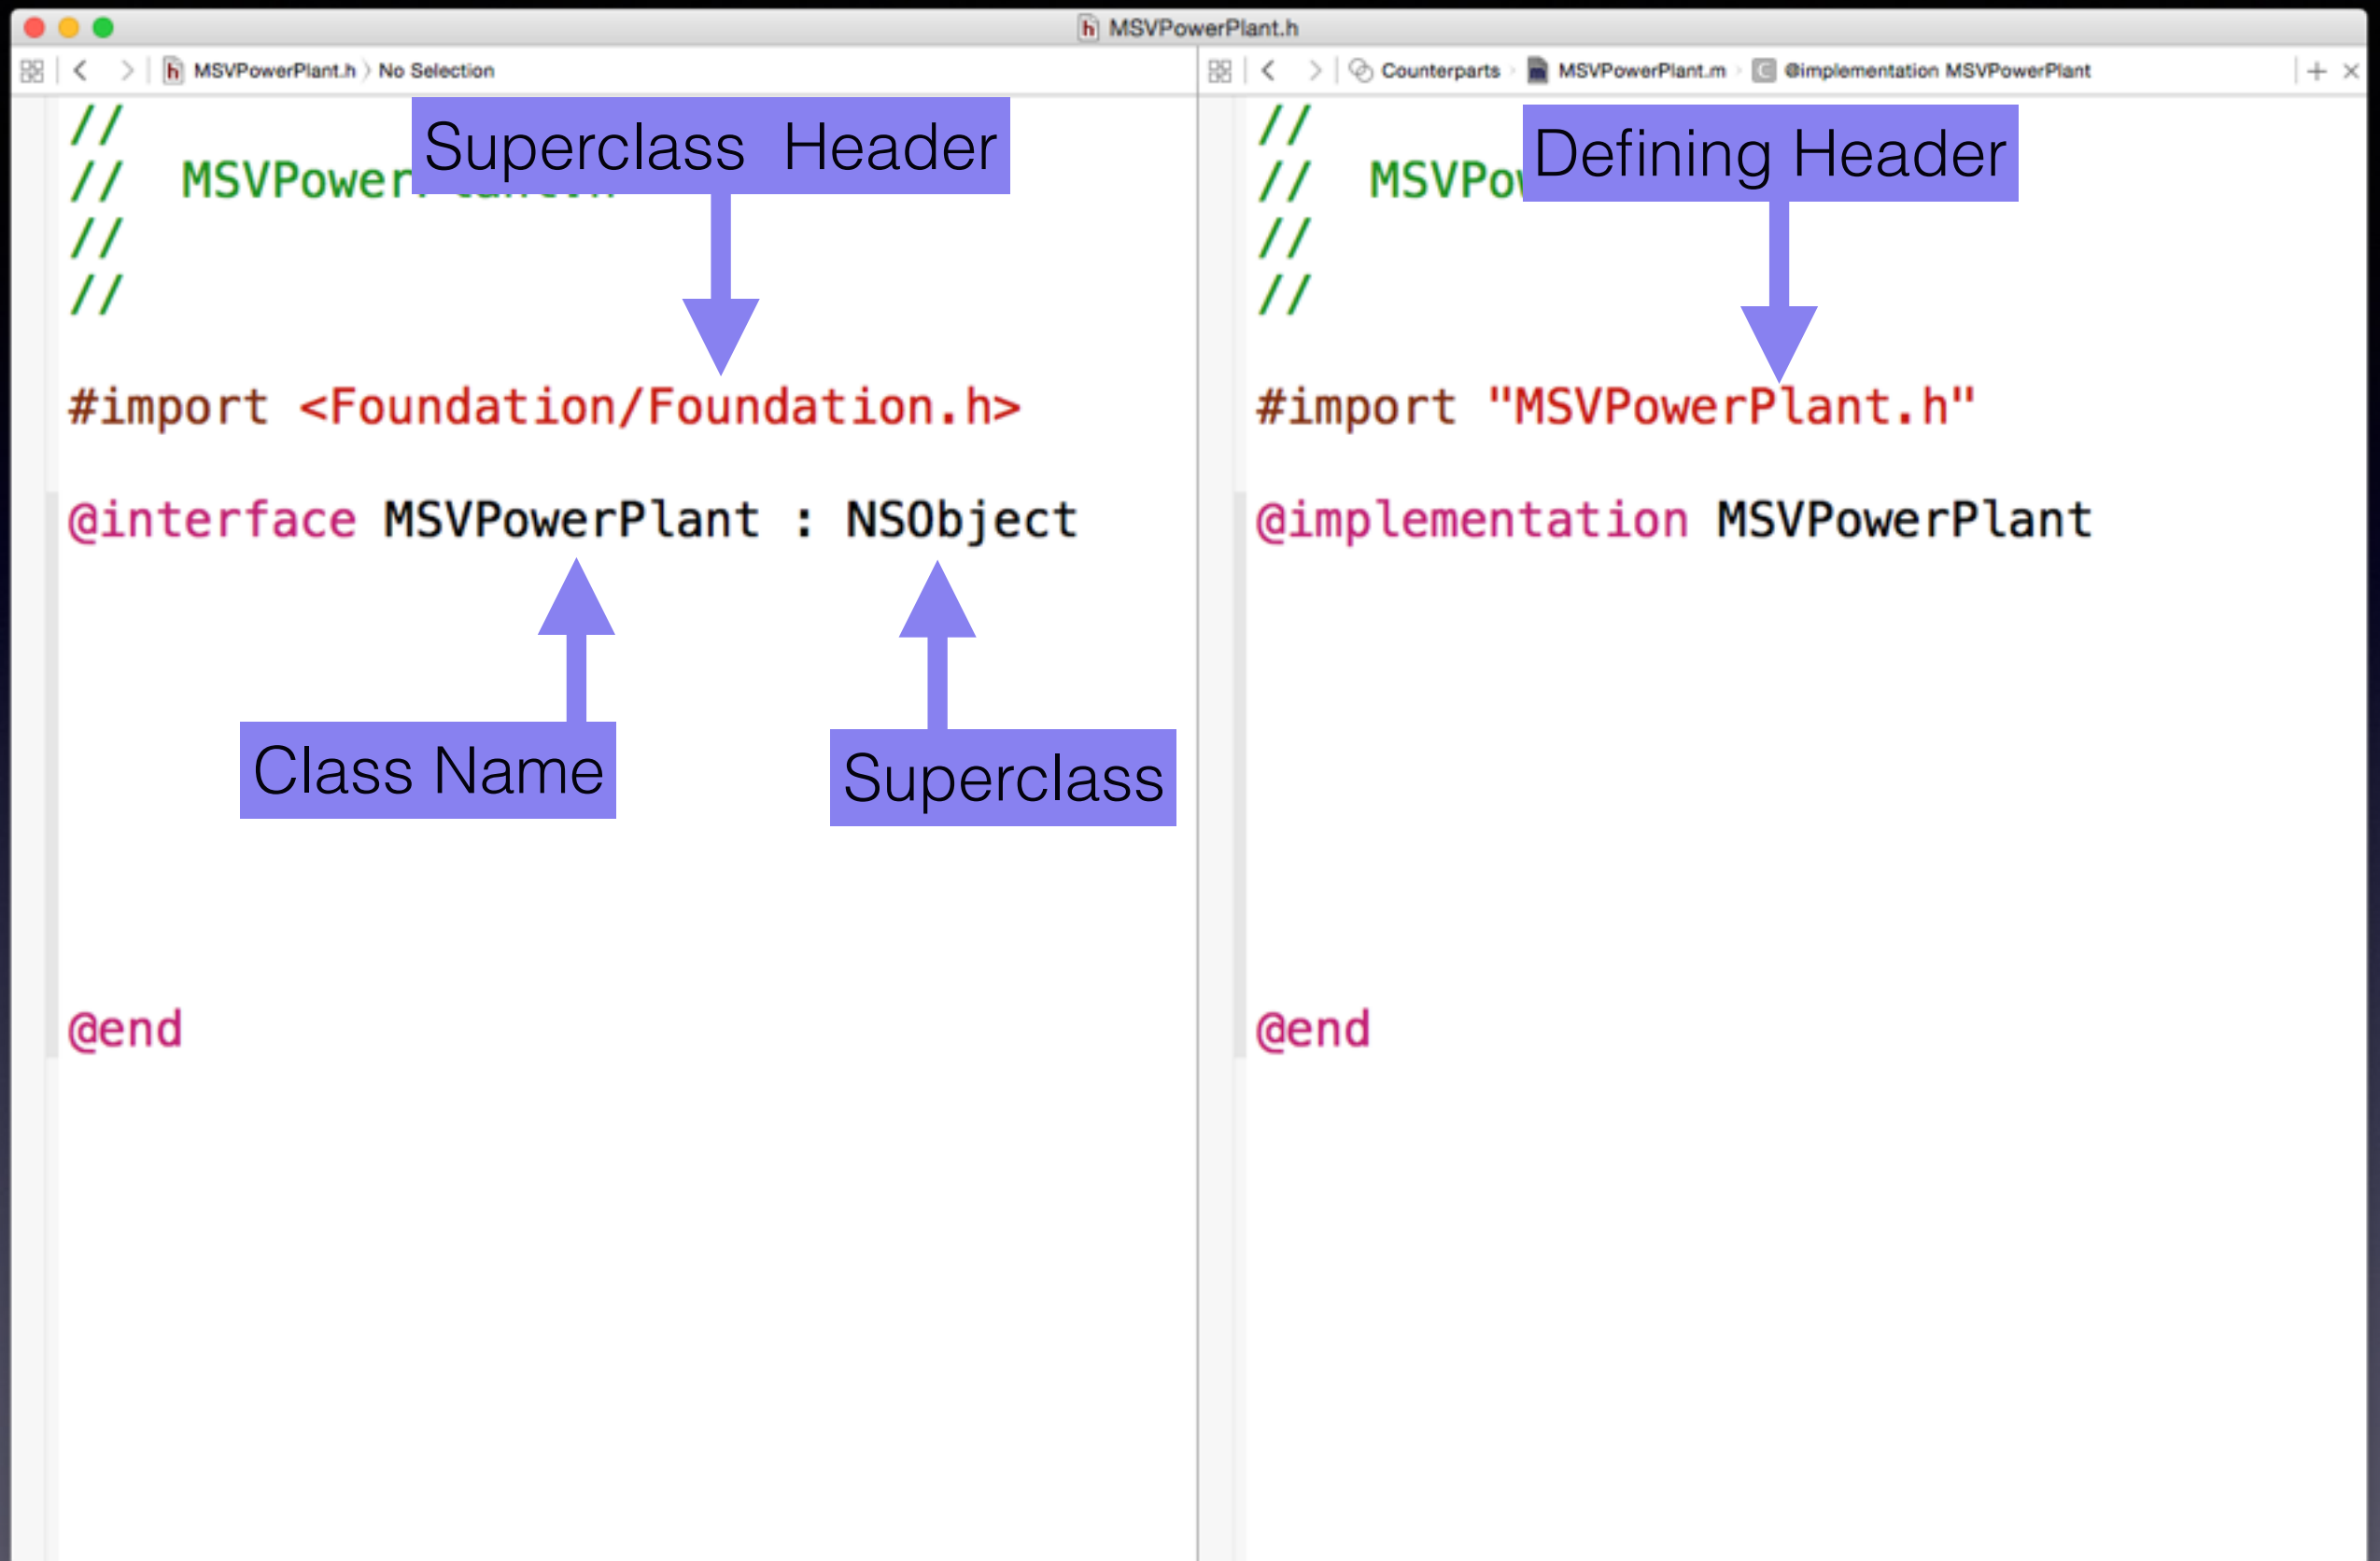 MSVPowerPlant.h
MSVPowerPlant.h No Selection
//
// MSVPower
//
//
Superclass Header
#import <Foundation/Foundation.h>
@interface MSVPowerPlant : NSObject
Class Name
Superclass
@end
Counterparts MSVPowerPlant.m C @implementation MSVPowerPlant
//
// MSVPo
//
//
Defining Header
#import "MSVPowerPlant.h"
@implementation MSVPowerPlant
@end